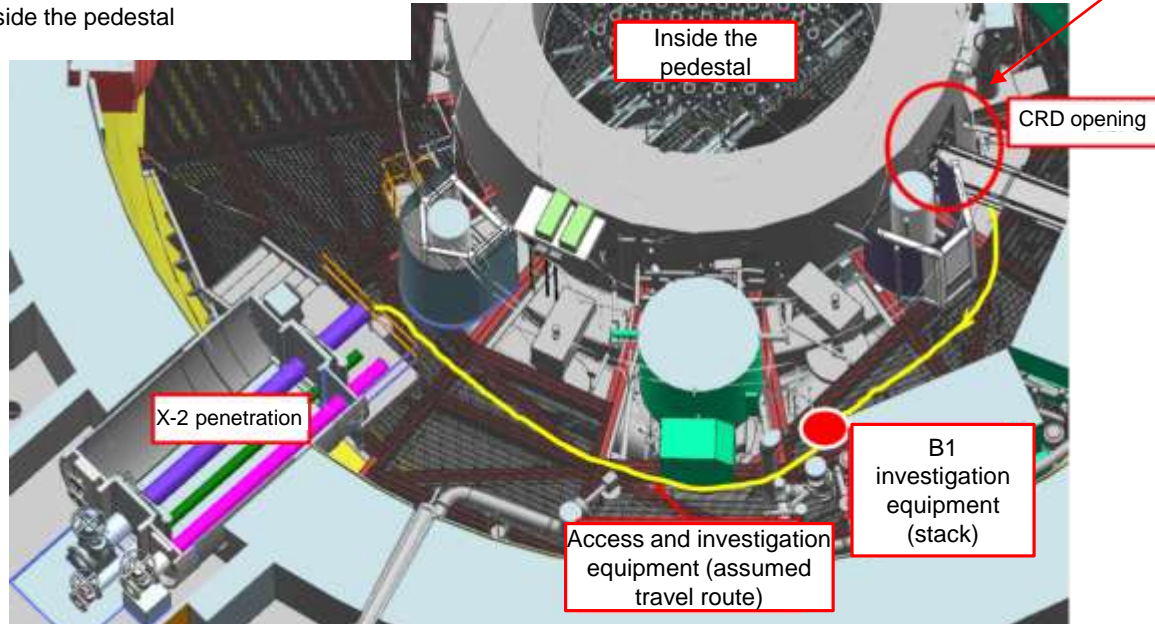 side the pedestal
Inside the
pedestal
CRD opening
X-2 penetration
B1
investigation
equipment
(stack)
Access and investigation
equipment (assumed
travel route)